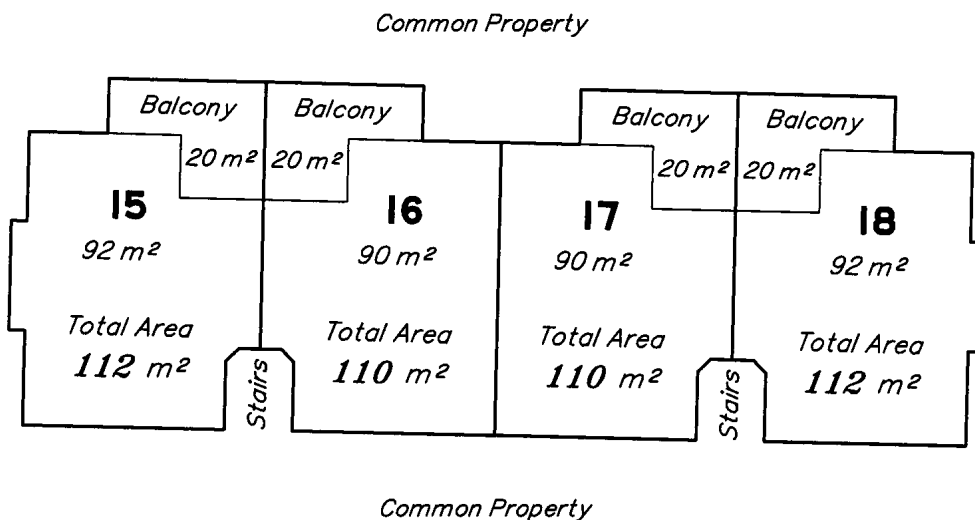 Common Property
Balcony
20 m²
15
92 m²
Total Area
112 m²
Balcony
20 m²
16
90 m²
Total Area
110 m²
Balcony
20 m²
17
90 m²
Total Area
110 m²
Balcony
20 m²
18
92 m²
Total Area
112 m²
Stairs
Stairs
Common Property